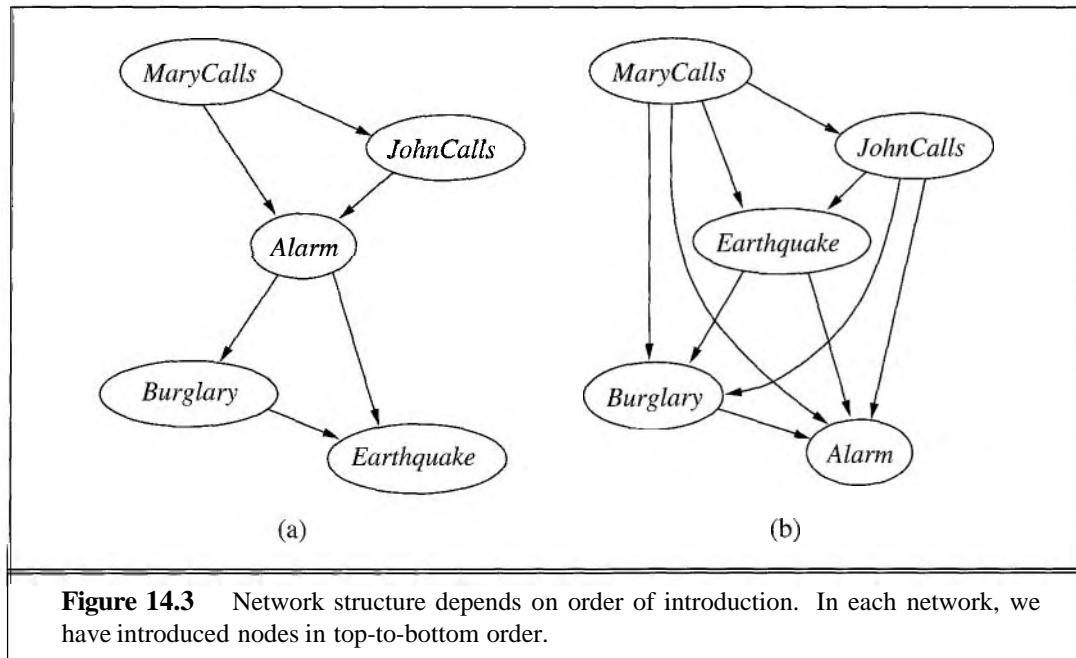 MaryCalls
JohnCalls
Alarm
Burglary
Earthquake
(a)
MaryCalls
JohnCalls
Earthquake
Burglary
Alarm
(b)
Figure 14.3 Network structure depends on order of introduction. In each network, we
have introduced nodes in top-to-bottom order.